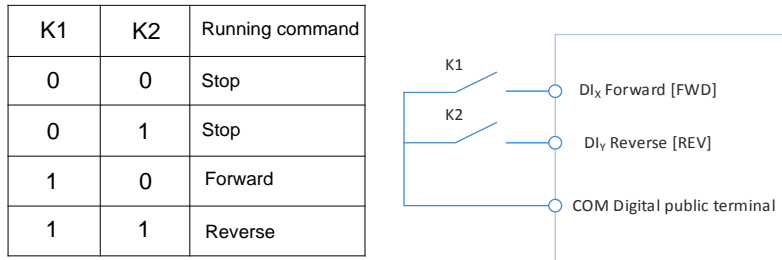 K1 K2 Running command
0 0 Stop
0 1 Stop
1 0 Forward
1 1 Reverse
K1
DIX Forward [FWD]
K2
DIY Reverse [REV]
COM Digital public terminal